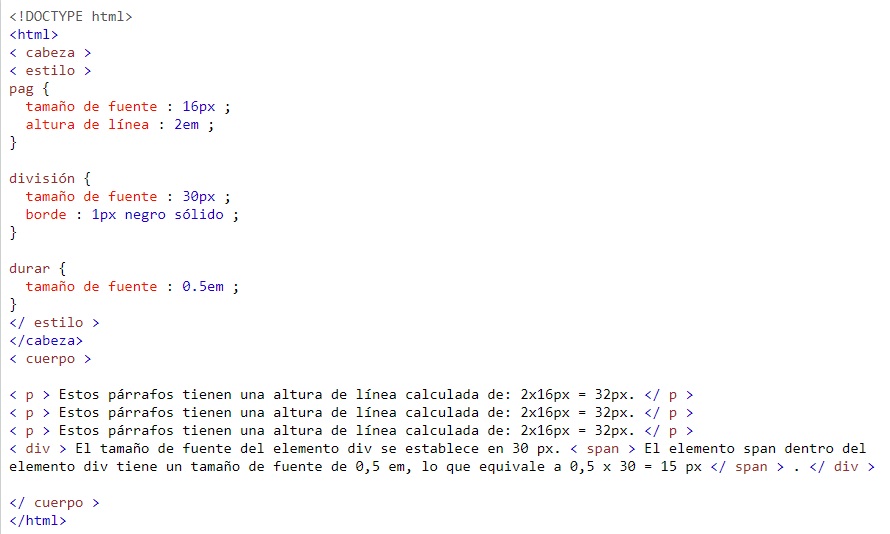 <!DOCTYPE html>
<html>
< cabeza >
< estilo >
pag {
tamaño de fuente : 16px ;
altura de línea : 2em ;
}
división {
tamaño de fuente : 30px ;
borde : 1px negro sólido ;
}
durar {
tamaño de fuente : 0.5em ;
}
</ estilo >
</cabeza>
< cuerpo >
< p > Estos párrafos tienen una altura de línea calculada de: 2x16px = 32px. </ p >
< p > Estos párrafos tienen una altura de línea calculada de: 2x16px = 32px. </ p >
< p > Estos párrafos tienen una altura de línea calculada de: 2x16px = 32px. </ p >
< div > El tamaño de fuente del elemento div se establece en 30 px. < span > El elemento span dentro del
elemento div tiene un tamaño de fuente de 0,5 em, lo que equivale a 0,5 x 30 = 15 px </ span > . </ div >
</ cuerpo >
</html>